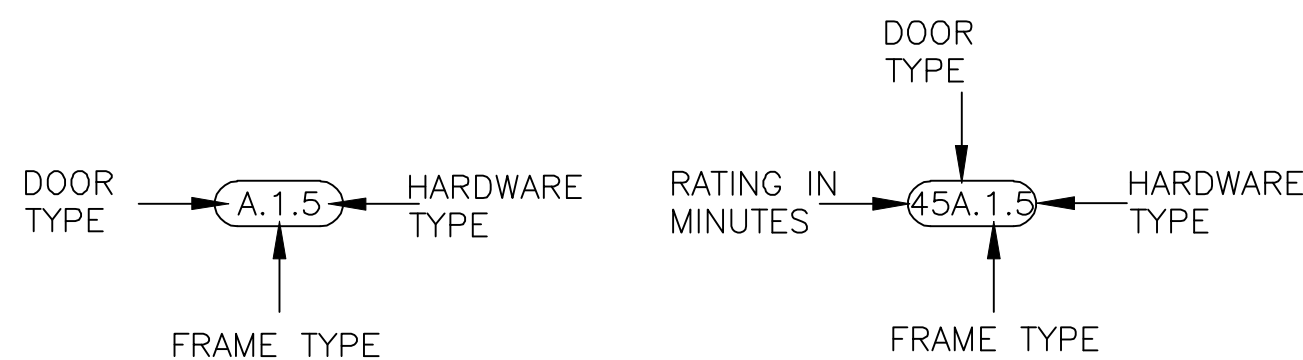 DOOR
TYPE
A.1.5
HARDWARE
TYPE
FRAME TYPE
DOOR
TYPE
RATING IN
MINUTES
45A.1.5
HARDWARE
TYPE
FRAME TYPE